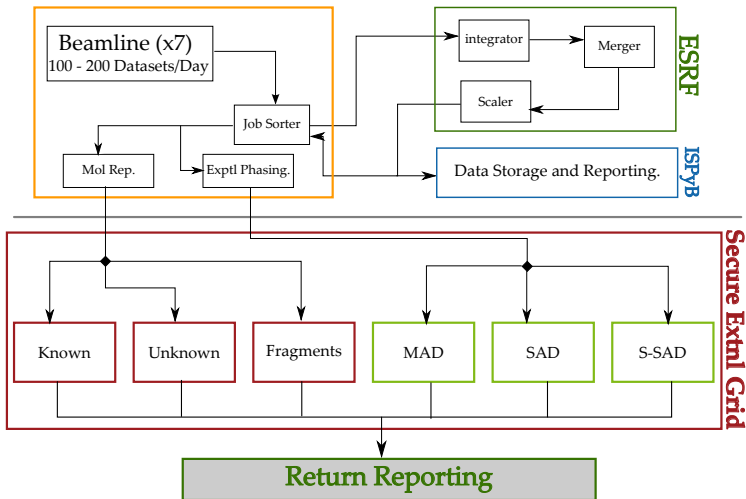 Beamline (x7)
100 - 200 Datasets/Day
Job Sorter
Mol Rep.
Exptl Phasing.
integrator
Merger
Scaler
ESRF
Data Storage and Reporting.
ISPyB
Secure Extnl Grid
Known
Unknown
Fragments
MAD
SAD
S-SAD
Return Reporting